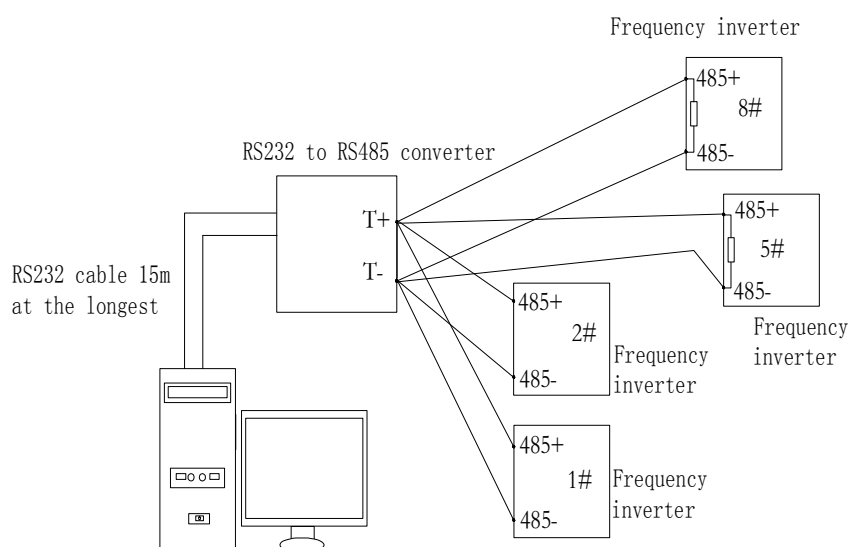 Frequency inverter
485+
8#
485-
RS232 to RS485 converter
T+
T-
485+
5#
485-
Frequency
inverter
RS232 cable 15m
at the longest
485+
2#
485-
Frequency
inverter
485+
1#
485-
Frequency
inverter